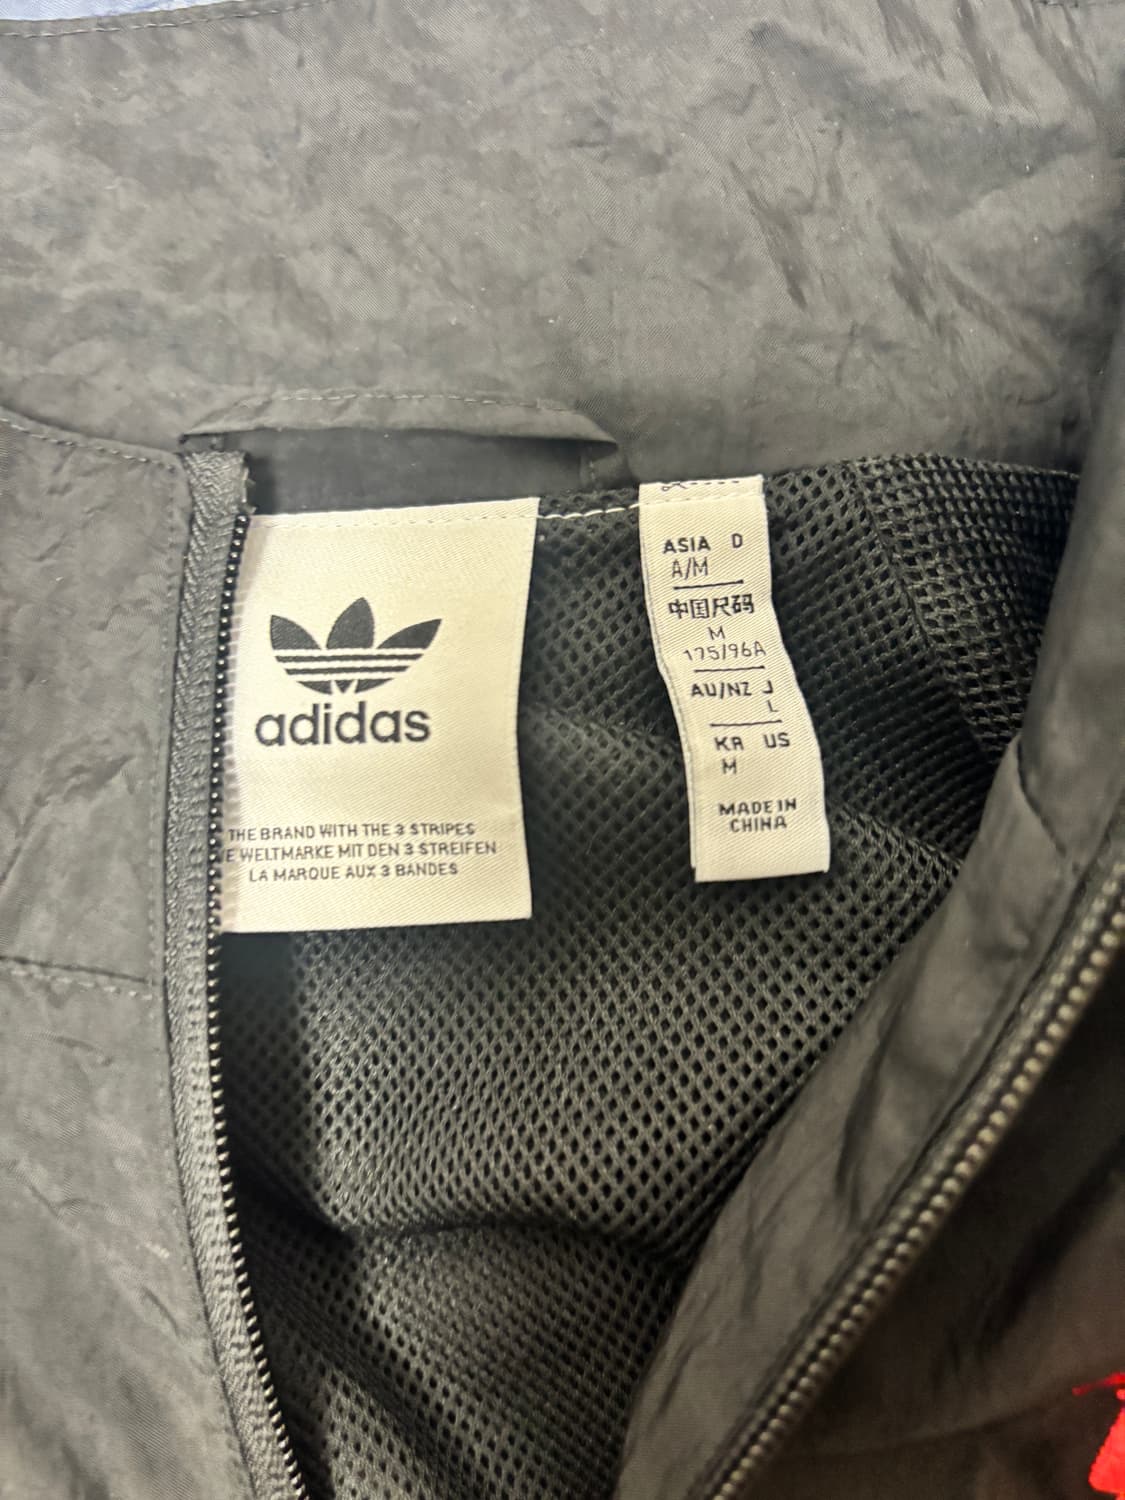 adidas
THE BRAND WITH THE 3 STRIPES
E WELTMARKE MIT DEN 3 STREIFEN
LA MARQUE AUX 3 BANDES
ASIA D
A/M
中国尺码
M
175/96A
AU/NZ J
L
KR US
M
MADE IN
CHINA